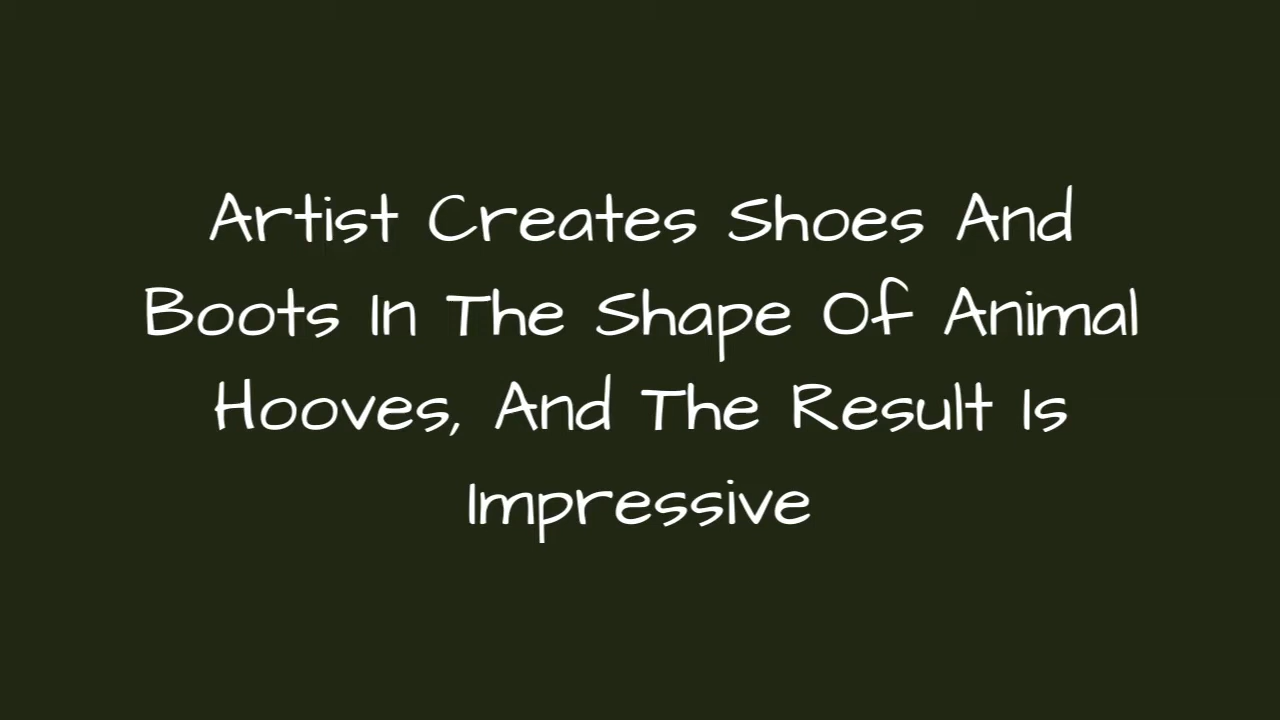 Artist Creates Shoes And
Boots In The Shape Of Animal
Hooves, And The Result Is
Impressive